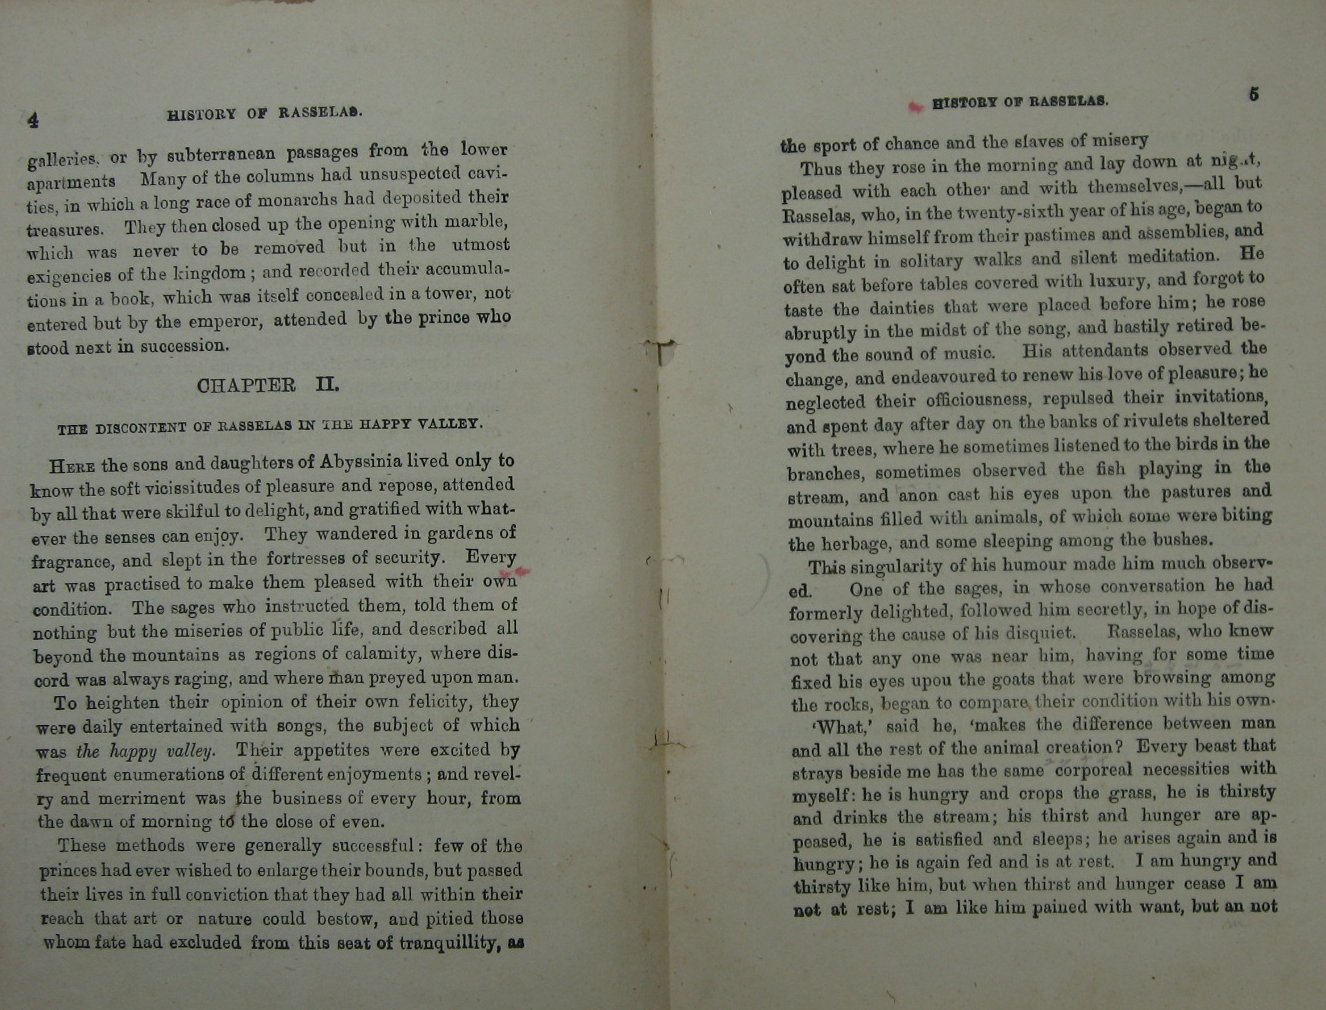 4
HISTORY OF RASSELAS.
galleries, or by subterranean passages from the lower
apartments Many of the columns had unsuspected cavi-
ties, in which a long race of monarchs had deposited their
treasures. They then closed up the opening with marble,
which was never to be removed but in the utmost
exigencies of the kingdom; and recorded their accumula-
tions in a book, which was itself concealed in a tower, not
entered but by the emperor, attended by the prince who
stood next in succession.
CHAPTER II.
THE DISCONTENT OF RASSELAS IN THE HAPPY VALLEY.
HERE the sons and daughters of Abyssinia lived only to
know the soft vicissitudes of pleasure and repose, attended
by all that were skilful to delight, and gratified with what-
ever the senses can enjoy. They wandered in gardens of
fragrance, and slept in the fortresses of security. Every
art was practised to make them pleased with their own
condition. The sages who instructed them, told them of
nothing but the miseries of public life, and described all
beyond the mountains as regions of calamity, where dis-
cord was always raging, and where man preyed upon man.
To heighten their opinion of their own felicity, they
were daily entertained with songs, the subject of which
was the happy valley. Their appetites were excited by
frequent enumerations of different enjoyments; and revel-
ry and merriment was the business of every hour, from
the dawn of morning to the close of even.
These methods were generally successful: few of the
princes had ever wished to enlarge their bounds, but passed
their lives in full conviction that they had all within their
reach that art or nature could bestow, and pitied those
whom fate had excluded from this seat of tranquillity, as
HISTORY OF RASSELAS.
5
the sport of chance and the slaves of misery
Thus they rose in the morning and lay down at night,
pleased with each other and with themselves,—all but
Rasselas, who, in the twenty-sixth year of his age, began to
withdraw himself from their pastimes and assemblies, and
to delight in solitary walks and silent meditation. He
often sat before tables covered with luxury, and forgot to
taste the dainties that were placed before him; he rose
abruptly in the midst of the song, and hastily retired be-
yond the sound of music. His attendants observed the
change, and endeavoured to renew his love of pleasure; he
neglected their officiousness, repulsed their invitations,
and spent day after day on the banks of rivulets sheltered
with trees, where he sometimes listened to the birds in the
branches, sometimes observed the fish playing in the
stream, and anon cast his eyes upon the pastures and
mountains filled with animals, of which some were biting
the herbage, and some sleeping among the bushes.
This singularity of his humour made him much observ-
ed. One of the sages, in whose conversation he had
formerly delighted, followed him secretly, in hope of dis-
covering the cause of his disquiet. Rasselas, who knew
not that any one was near him, having for some time
fixed his eyes upou the goats that were browsing among
the rocks, began to compare their condition with his own.
'What,' said he, 'makes the difference between man
and all the rest of the animal creation? Every beast that
strays beside me has the same corporeal necessities with
myself: he is hungry and crops the grass, he is thirsty
and drinks the stream; his thirst and hunger are ap-
peased, he is satisfied and sleeps; he arises again and is
hungry; he is again fed and is at rest. I am hungry and
thirsty like him, but when thirst and hunger cease I am
not at rest; I am like him pained with want, but an not